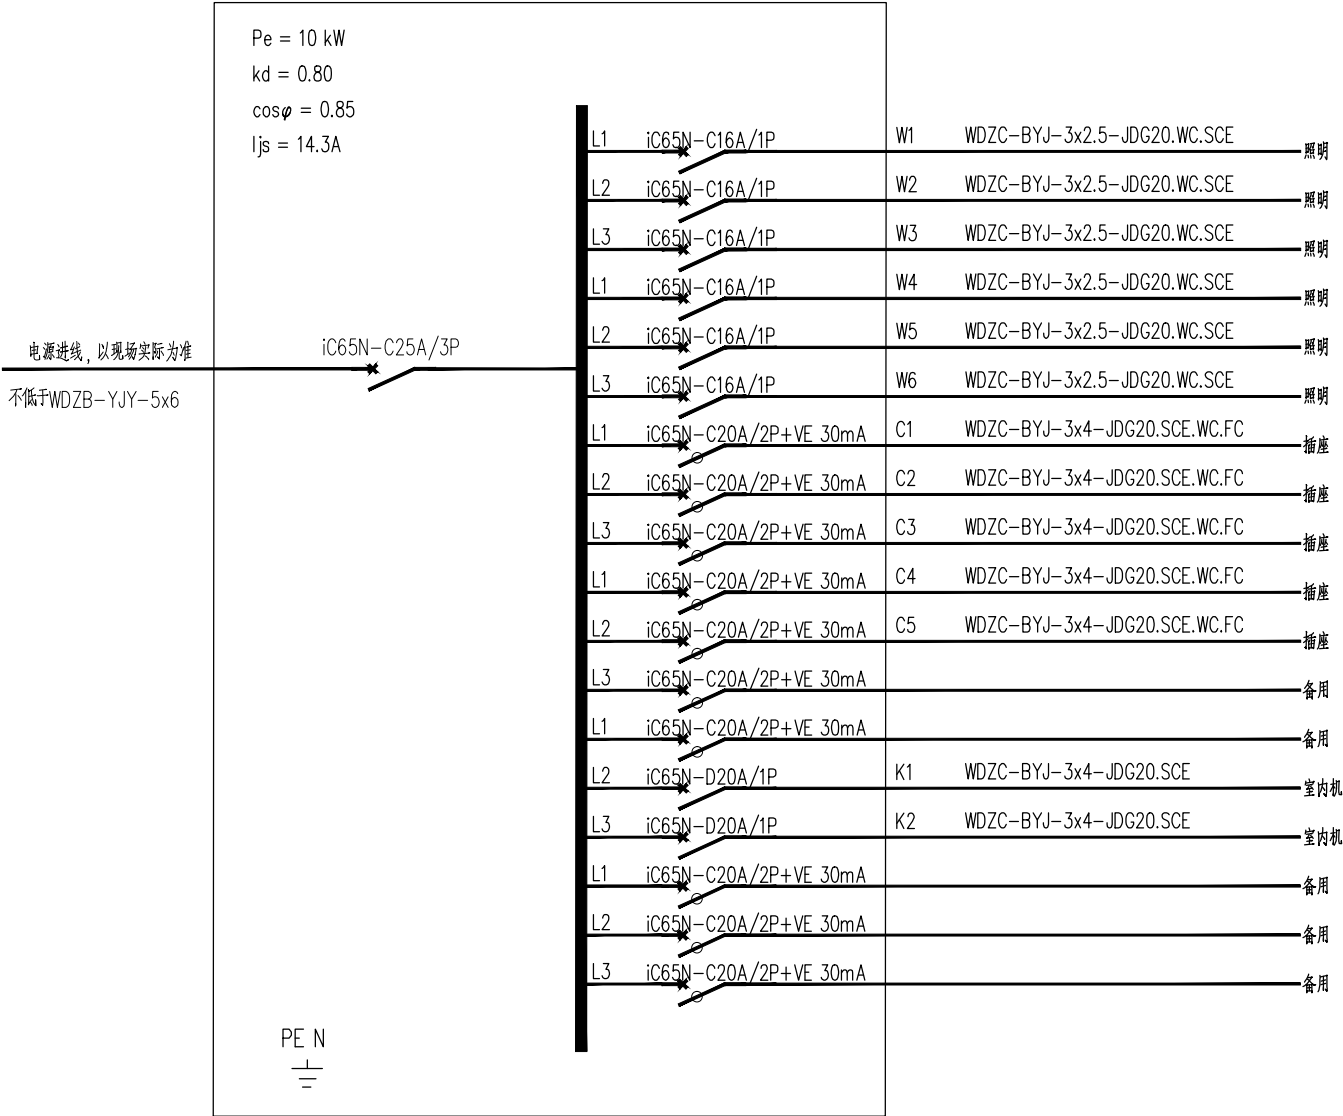 Pe = 10 kW
kd = 0.80
cosφ = 0.85
Ijs = 14.3A
电源进线，以现场实际为准
不低于WDZB-YJY-5x6
iC65N-C25A/3P
L1 iC65N-C16A/1P W1 WDZC-BYJ-3x2.5-JDG20.WC.SCE 照明
L2 iC65N-C16A/1P W2 WDZC-BYJ-3x2.5-JDG20.WC.SCE 照明
L3 iC65N-C16A/1P W3 WDZC-BYJ-3x2.5-JDG20.WC.SCE 照明
L1 iC65N-C16A/1P W4 WDZC-BYJ-3x2.5-JDG20.WC.SCE 照明
L2 iC65N-C16A/1P W5 WDZC-BYJ-3x2.5-JDG20.WC.SCE 照明
L3 iC65N-C16A/1P W6 WDZC-BYJ-3x2.5-JDG20.WC.SCE 照明
L1 iC65N-C20A/2P+VE 30mA C1 WDZC-BYJ-3x4-JDG20.SCE.WC.FC 插座
L2 iC65N-C20A/2P+VE 30mA C2 WDZC-BYJ-3x4-JDG20.SCE.WC.FC 插座
L3 iC65N-C20A/2P+VE 30mA C3 WDZC-BYJ-3x4-JDG20.SCE.WC.FC 插座
L1 iC65N-C20A/2P+VE 30mA C4 WDZC-BYJ-3x4-JDG20.SCE.WC.FC 插座
L2 iC65N-C20A/2P+VE 30mA C5 WDZC-BYJ-3x4-JDG20.SCE.WC.FC 插座
L3 iC65N-C20A/2P+VE 30mA 备用
L1 iC65N-C20A/2P+VE 30mA 备用
L2 iC65N-D20A/1P K1 WDZC-BYJ-3x4-JDG20.SCE 室内机
L3 iC65N-D20A/1P K2 WDZC-BYJ-3x4-JDG20.SCE 室内机
L1 iC65N-C20A/2P+VE 30mA 备用
L2 iC65N-C20A/2P+VE 30mA 备用
L3 iC65N-C20A/2P+VE 30mA 备用
PE N